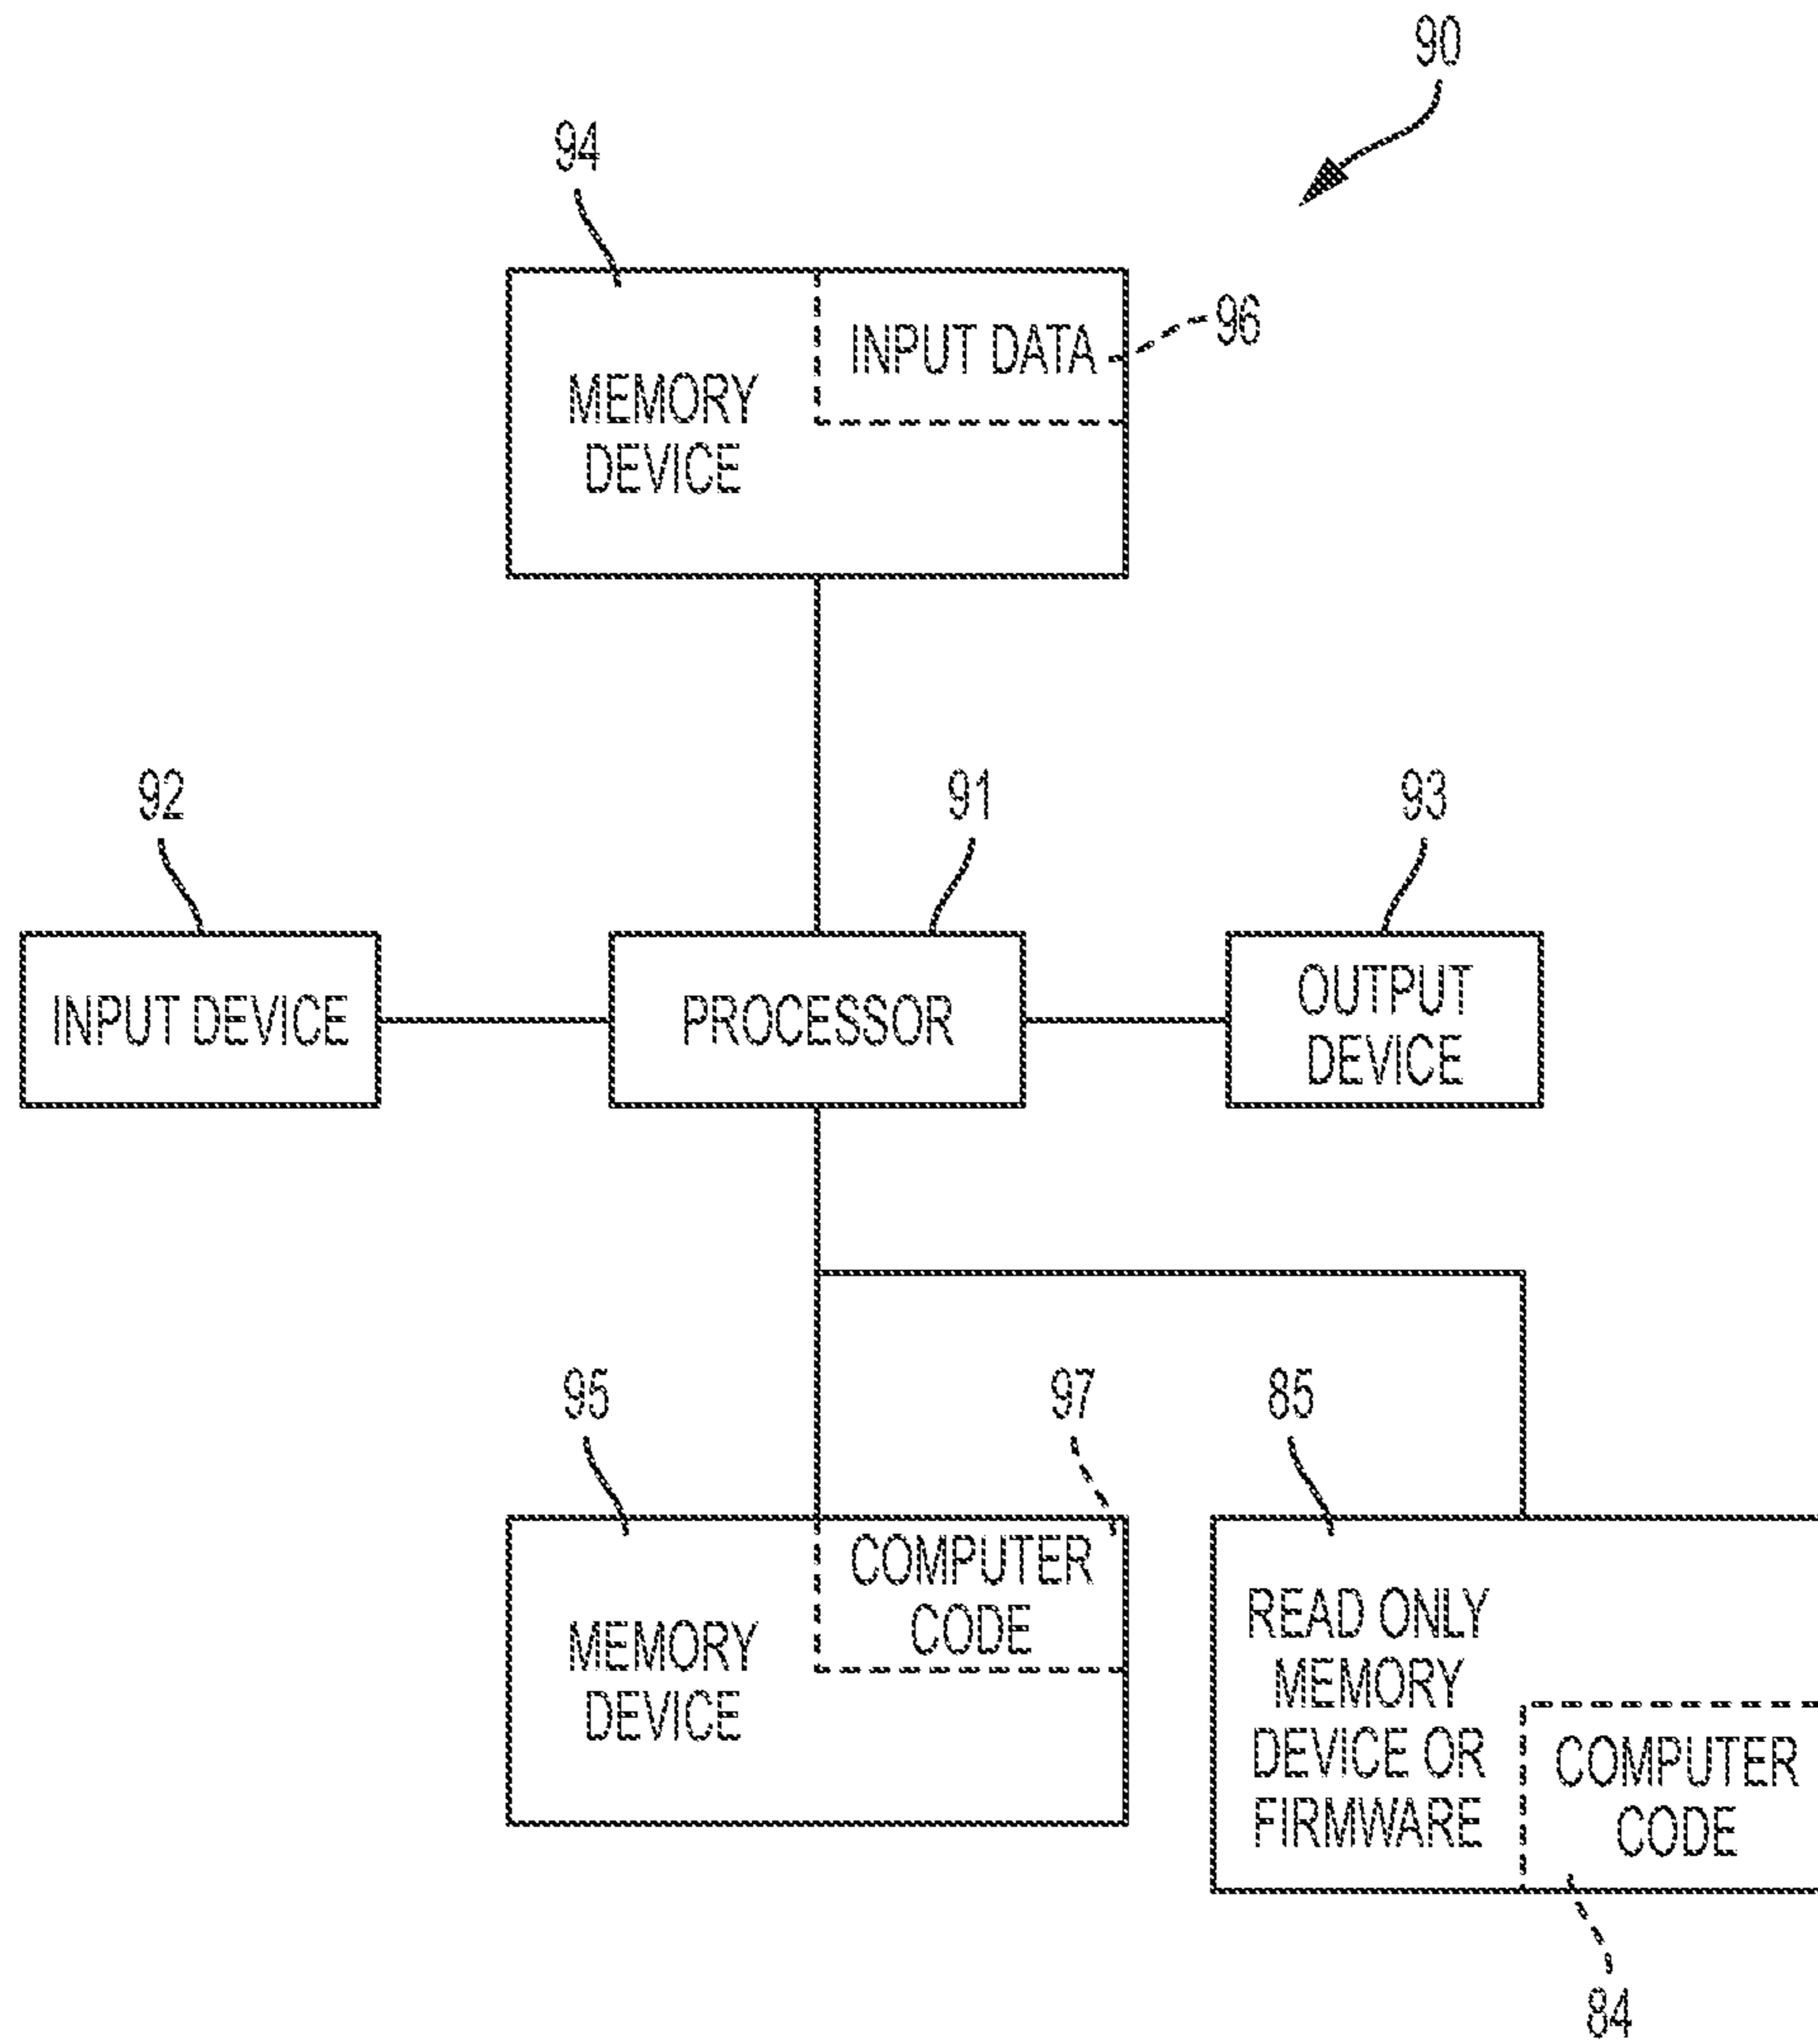 90
94
INPUT DATA
96
MEMORY
DEVICE
92
91
93
INPUT DEVICE
PROCESSOR
OUTPUT
DEVICE
95
97
85
COMPUTER
CODE
MEMORY
DEVICE
READ ONLY
MEMORY
DEVICE OR
FIRMWARE
COMPUTER
CODE
84